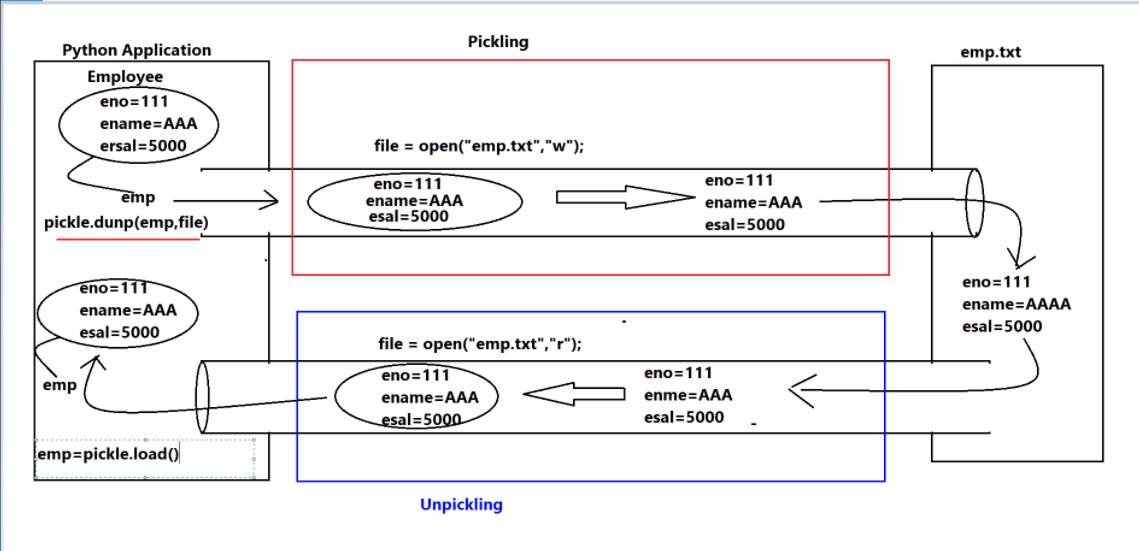 Pickling
Python Application
emp.txt
Employee
eno=111
ename=AAA
ersal=5000
file = open("emp.txt","w");
emp
pickle.dunp(emp,file)
eno=111
ename=AAA
esal=5000
eno=111
ename=AAA
esal=5000
eno=111
ename=AAAA
esal=5000
eno=111
ename=AAA
esal=5000
emp
emp=pickle.load()
file = open("emp.txt","r");
eno=111
ename=AAA
esal=5000
eno=111
enme=AAA
esal=5000
Unpickling